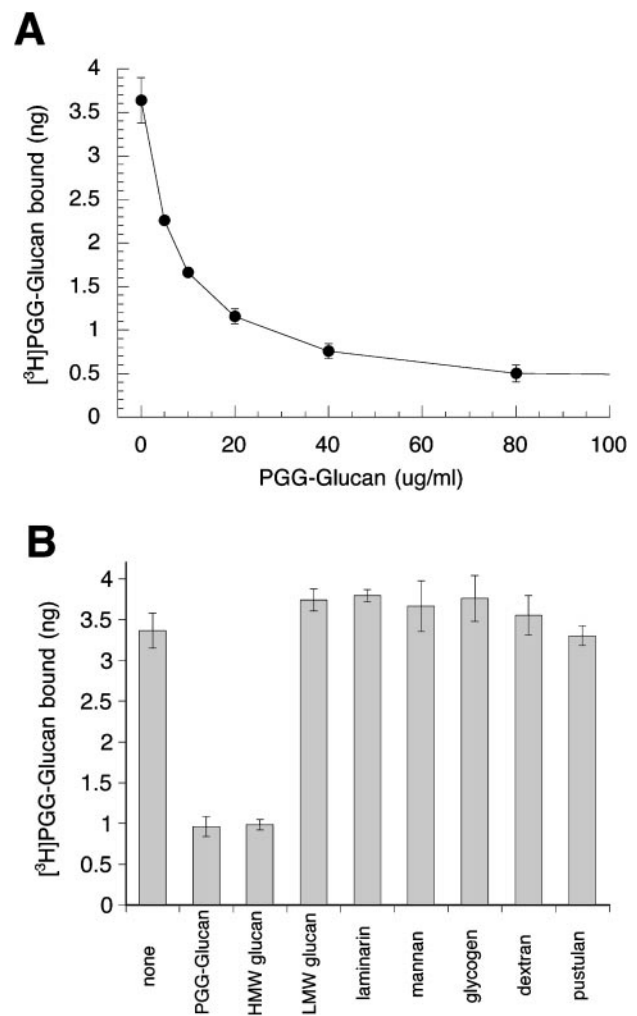 A
[³H]PGG-Glucan bound (ng)
4
3.5
3
2.5
2
1.5
1
0.5
0
0 20 40 60 80 100
PGG-Glucan (ug/ml)
B
[³H]PGG-Glucan bound (ng)
4
3.5
3
2.5
2
1.5
1
0.5
0
none
PGG-Glucan
HMW glucan
LMW glucan
laminarin
mannan
glycogen
dextran
pustulan